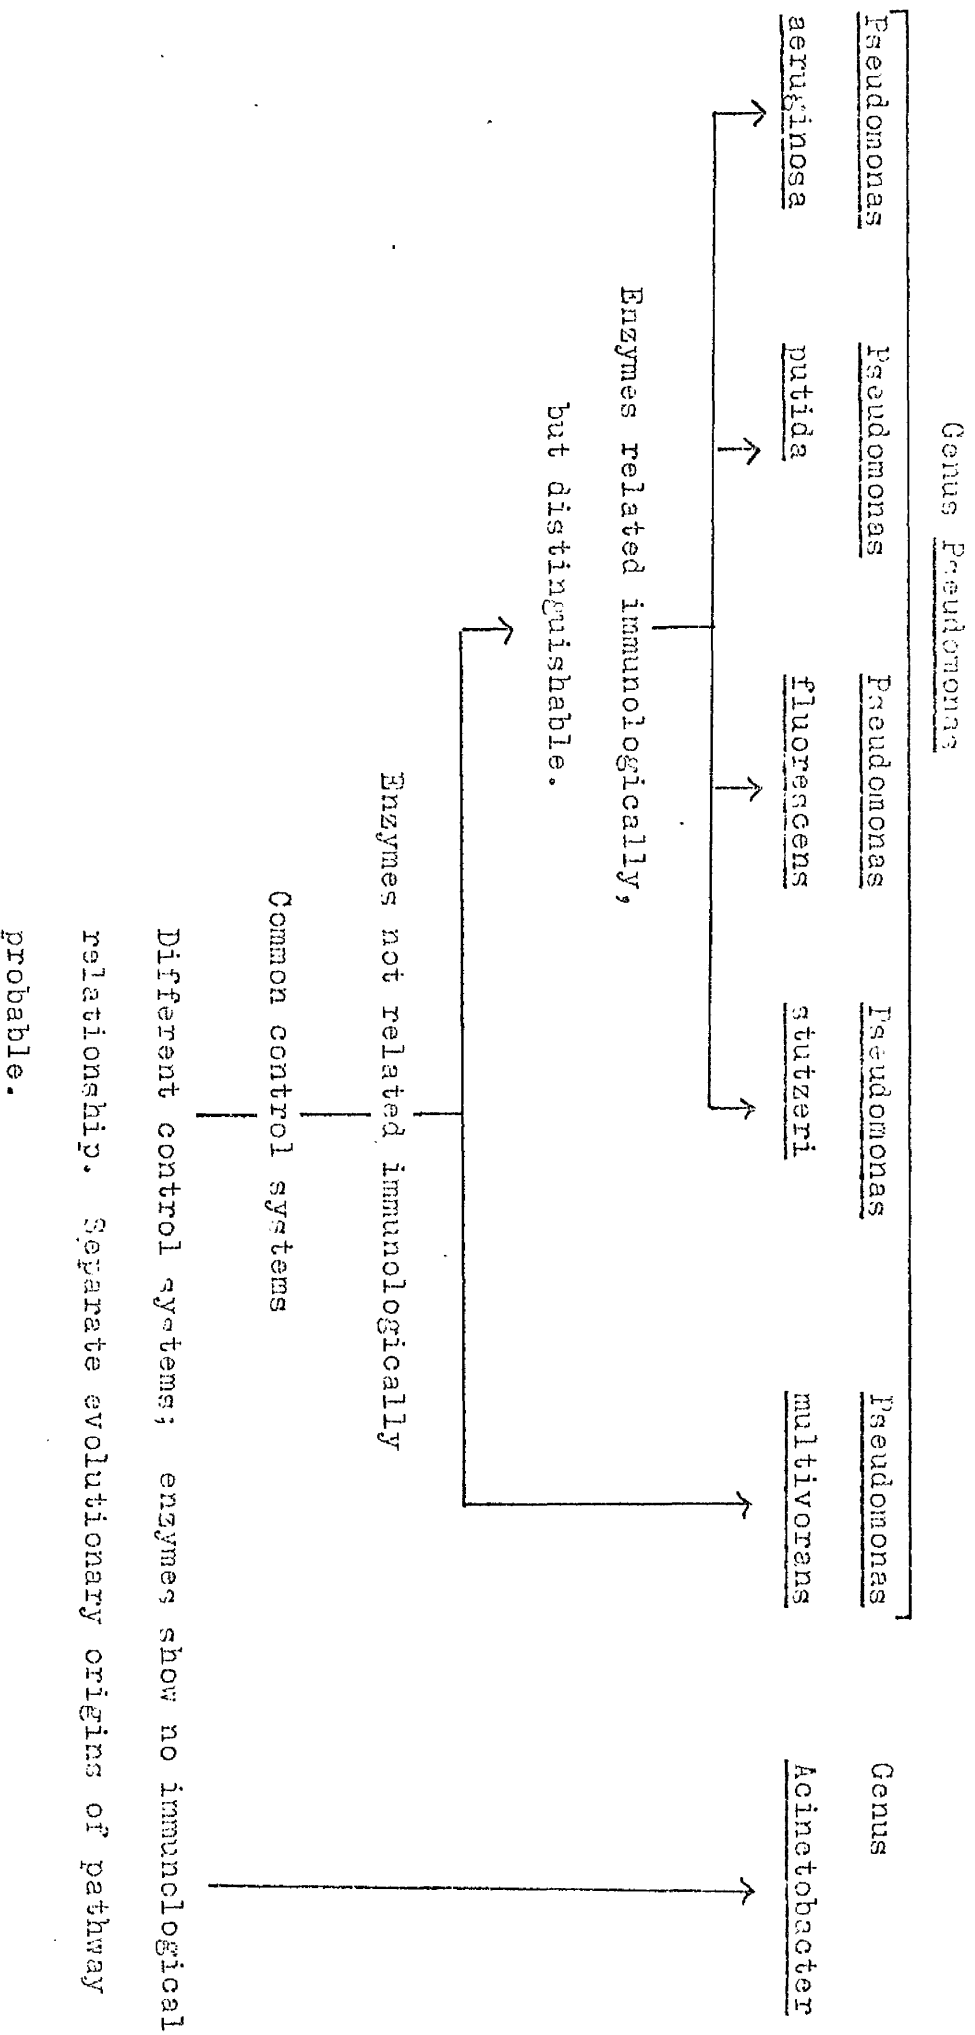 Genus Pseudomonas
Pseudomonas Pseudomonas Pseudomonas Pseudomonas Pseudomonas Genus
aeruginosa putida fluorescens stutzeri multivorans Acinetobacter
Enzymes related immunologically,
but distinguishable.
Enzymes not related immunologically
Common control systems
Different control systems; enzymes show no immunological
relationship. Separate evolutionary origins of pathway
probable.